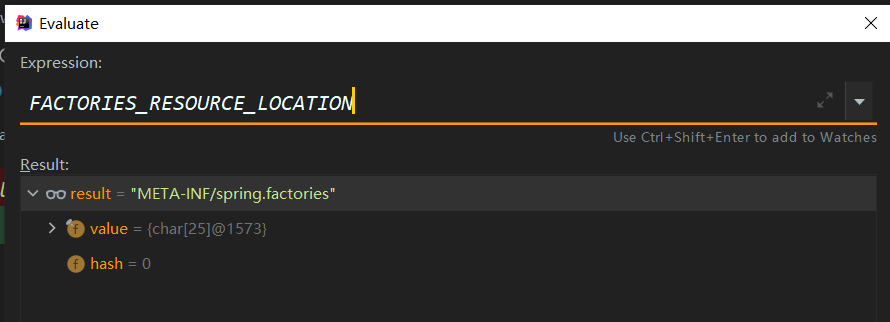 Evaluate
Expression:
FACTORIES_RESOURCE_LOCATION
Use Ctrl+Shift+Enter to add to Watches
Result:
result = "META-INF/spring.factories"
value = {char[25]@1573}
hash = 0